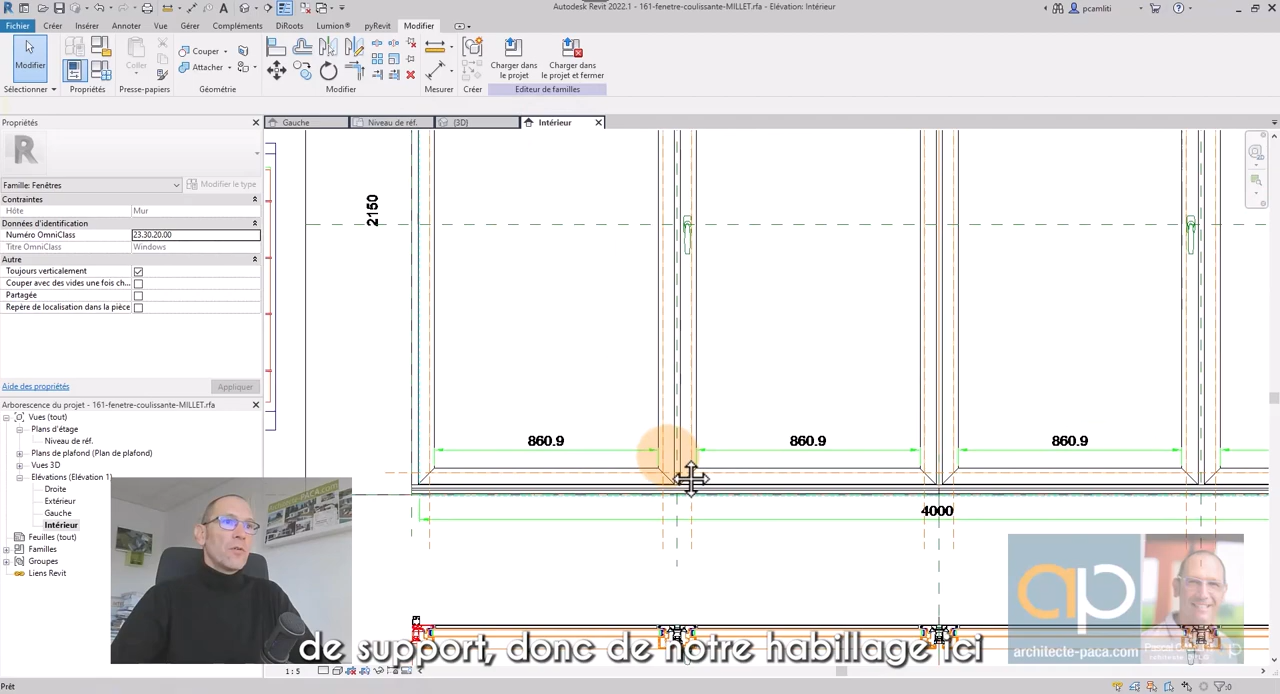 Autodesk Revit 2022.1 - 161-fenetre-coulissante-MILLET.rfa - Elévation: Intérieur
pcamliti
Fichier Créer Insérer Annoter Vue Gérer Compléments DiRoots Lumion® pyRevit Modifier
Modifier
Coller
Couper
Attacher
Charger dans le projet
Charger dans le projet et fermer
Sélectionner Propriétés Presse-papiers Géométrie Modifier Mesurer Créer Editeur de familles
Propriétés
Gauche Niveau de réf. {3D} Intérieur
Famille: Fenêtres
Modifier le type
Contraintes
Hôte Mur
Données d'identification
Numéro OmniClass 23.30.20.00
Titre OmniClass Windows
Autre
Toujours verticalement
Couper avec des vides une fois ch...
Partagée
Repère de localisation dans la pièce
Aide des propriétés
Appliquer
Arborescence du projet - 161-fenetre-coulissante-MILLET.rfa
Vues (tout)
Plans d'étage
Niveau de réf.
Plans de plafond (Plan de plafond)
Vues 3D
Elévations (Elévation 1)
Droite
Extérieur
Gauche
Intérieur
Feuilles (tout)
Familles
Groupes
Liens Revit
2150
860.9 860.9 860.9
4000
ap
architecte-paca.com
de support, donc de notre habillage ici
1:5
Prêt
:0